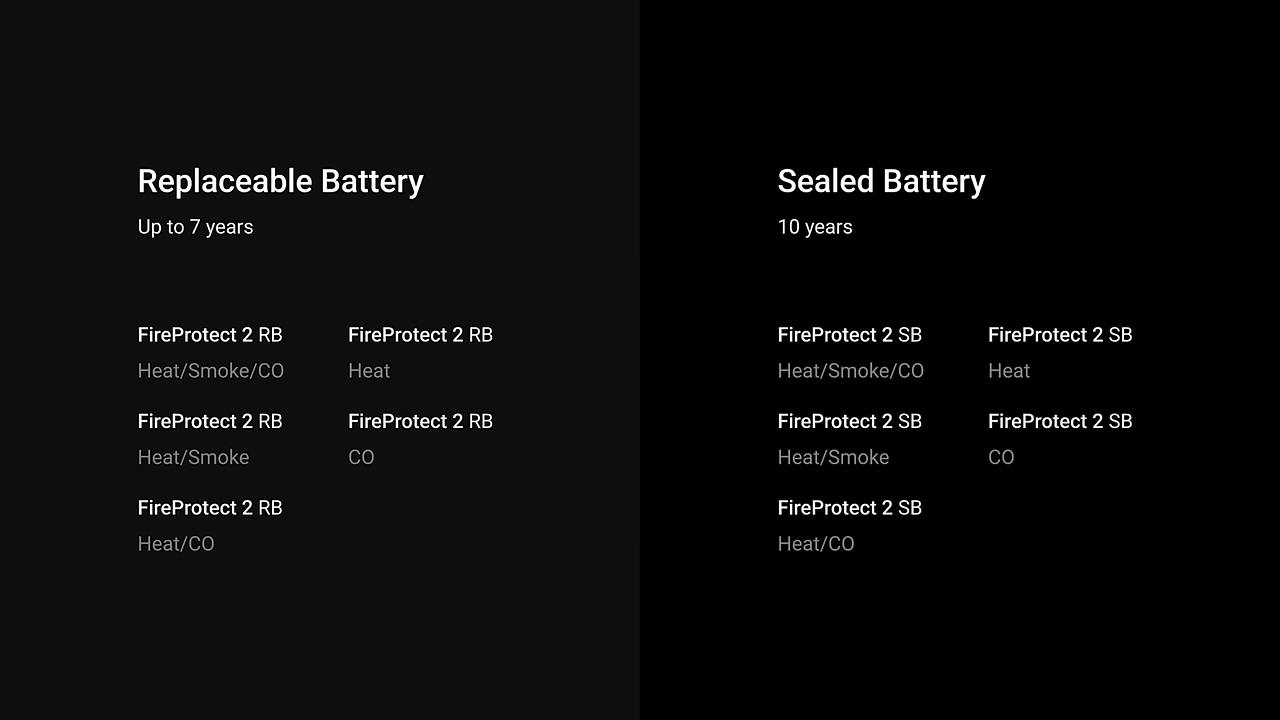 Replaceable Battery
Up to 7 years
FireProtect 2 RB
Heat/Smoke/CO
FireProtect 2 RB
Heat
FireProtect 2 RB
Heat/Smoke
FireProtect 2 RB
CO
FireProtect 2 RB
Heat/CO
Sealed Battery
10 years
FireProtect 2 SB
Heat/Smoke/CO
FireProtect 2 SB
Heat
FireProtect 2 SB
Heat/Smoke
FireProtect 2 SB
CO
FireProtect 2 SB
Heat/CO